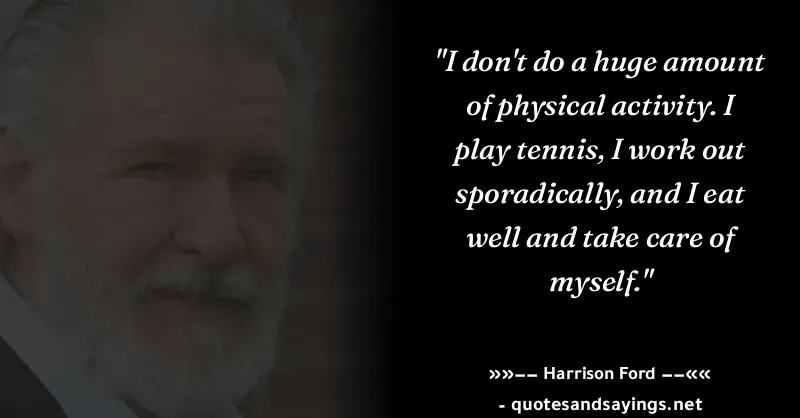 "I don't do a huge amount
of physical activity. I
play tennis, I work out
sporadically, and I eat
well and take care of
myself."
»»−− Harrison Ford −−««
- quotesandsayings.net